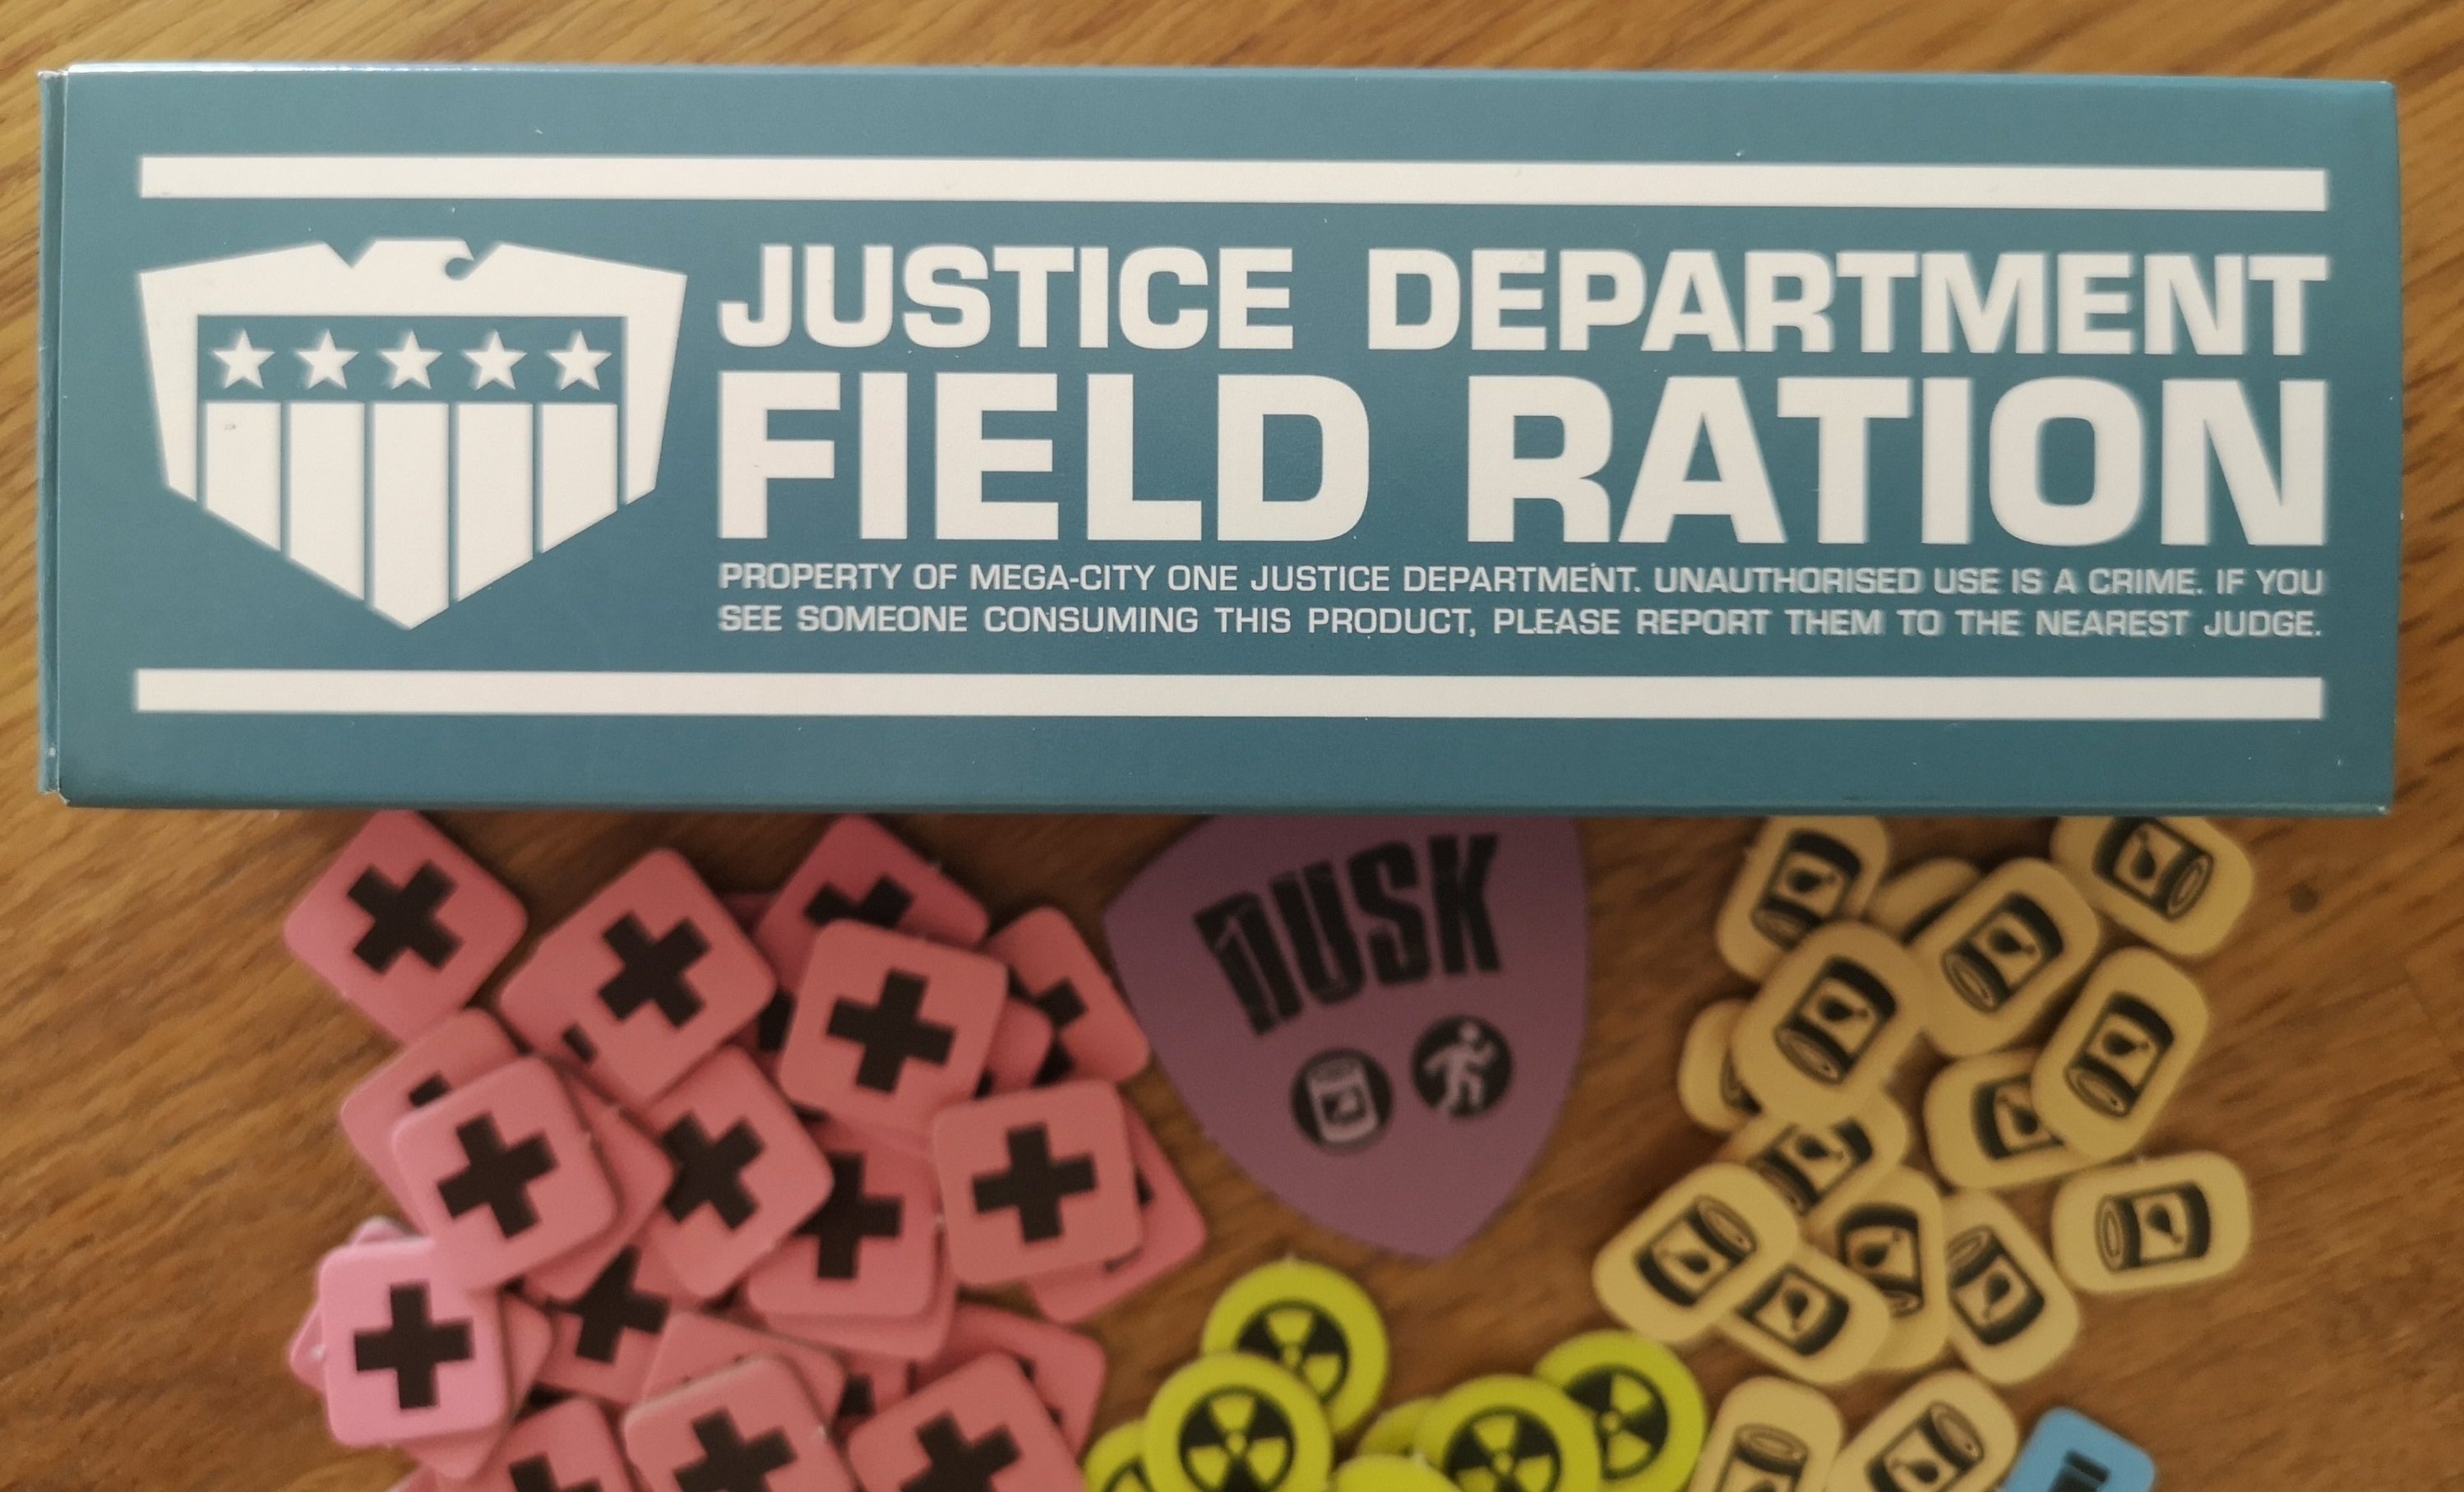 JUSTICE DEPARTMENT
FIELD RATION
PROPERTY OF MEGA-CITY ONE JUSTICE DEPARTMENT. UNAUTHORISED USE IS A CRIME. IF YOU
SEE SOMEONE CONSUMING THIS PRODUCT, PLEASE REPORT THEM TO THE NEAREST JUDGE.
DUSK